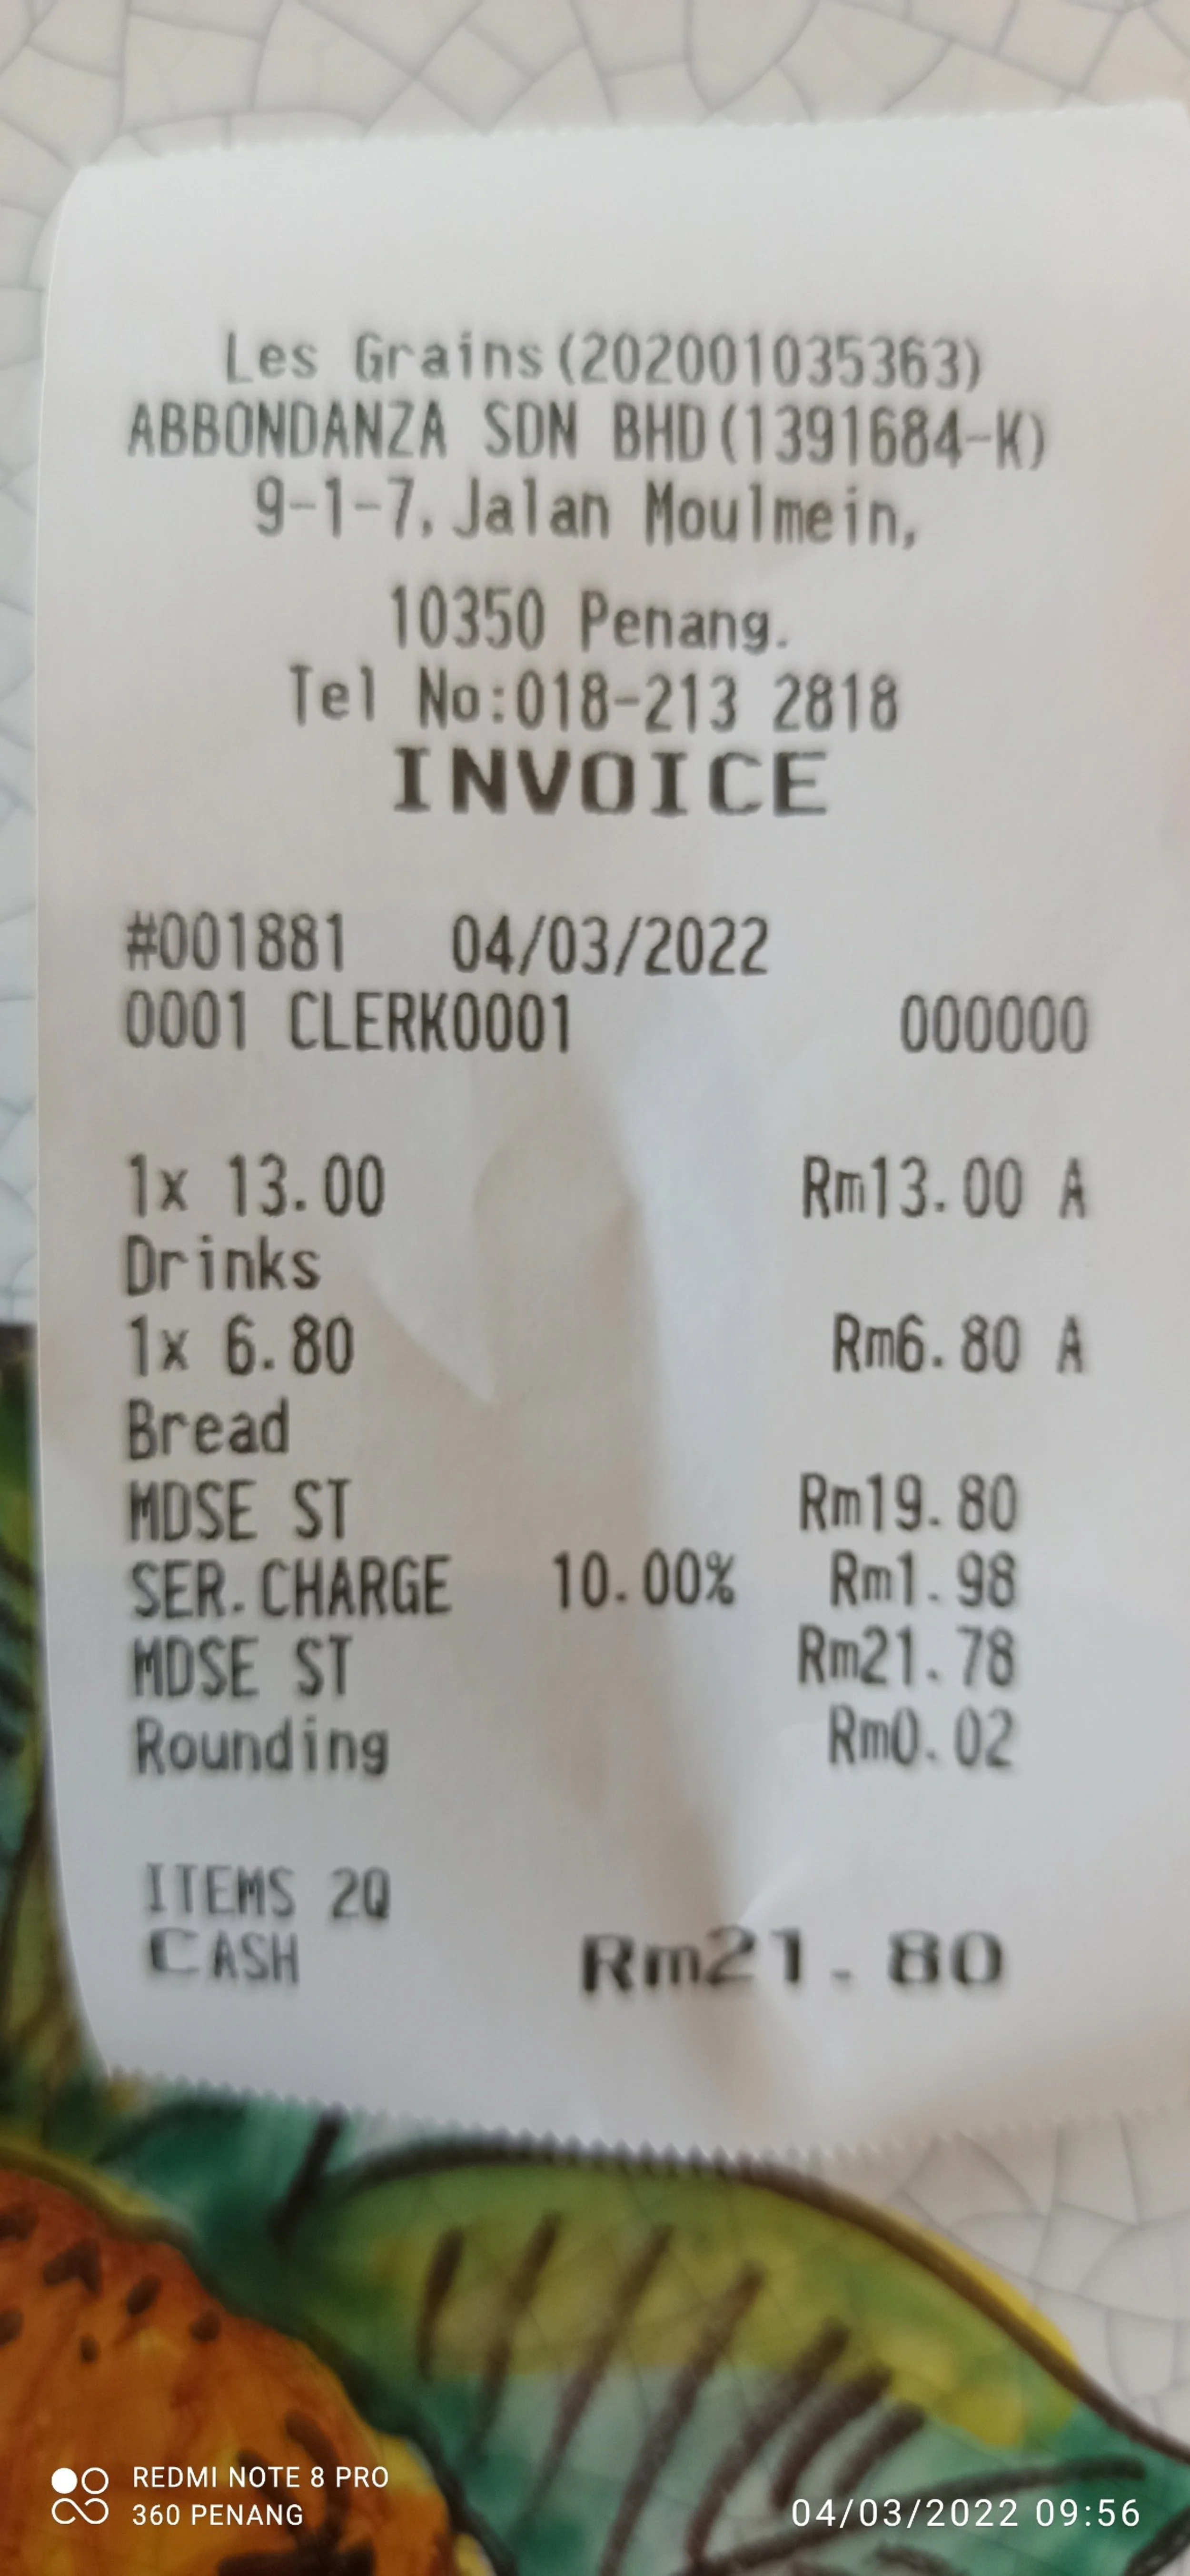 Les Grains(202001035363)
ABBONDANZA SDN BHD(1391684-K)
9-1-7,Jalan Moulmein,
10350 Penang.
Tel No:018-213 2818
INVOICE
#001881 04/03/2022
0001 CLERK0001 000000
1x 13.00 Rm13.00 A
Drinks
1x 6.80 Rm6.80 A
Bread
MDSE ST Rm19.80
SER.CHARGE 10.00% Rm1.98
MDSE ST Rm21.78
Rounding Rm0.02
ITEMS 2Q
CASH Rm21.80
REDMI NOTE 8 PRO
360 PENANG
04/03/2022 09:56